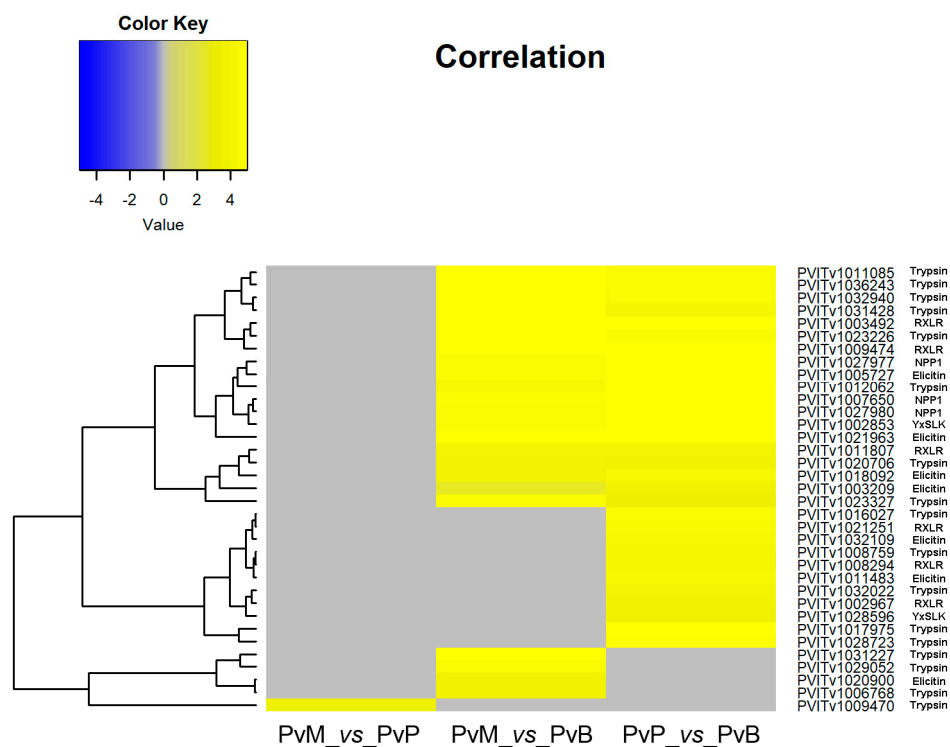 Color Key
Correlation
-4 -2 0 2 4
Value
PVITv1011085 Trypsin
PVITv1036243 Trypsin
PVITv1032940 Trypsin
PVITv1031428 Trypsin
PVITv1003492 RXLR
PVITv1023226 Trypsin
PVITv1009474 RXLR
PVITv1027977 NPP1
PVITv1005727 Elicitin
PVITv1012062 Trypsin
PVITv1007650 NPP1
PVITv1027980 NPP1
PVITv1002853 YxSLK
PVITv1021963 Elicitin
PVITv1011807 RXLR
PVITv1020706 Trypsin
PVITv1018092 Elicitin
PVITv1003209 Elicitin
PVITv1023327 Trypsin
PVITv1016027 Trypsin
PVITv1021251 RXLR
PVITv1032109 Elicitin
PVITv1008759 Trypsin
PVITv1008294 RXLR
PVITv1011483 Elicitin
PVITv1032022 Trypsin
PVITv1002967 RXLR
PVITv1028596 YxSLK
PVITv1017975 Trypsin
PVITv1028723 Trypsin
PVITv1031227 Trypsin
PVITv1029052 Trypsin
PVITv1020900 Elicitin
PVITv1006768 Trypsin
PVITv1009470 Trypsin
PvM_vs_PvP PvM_vs_PvB PvP_vs_PvB